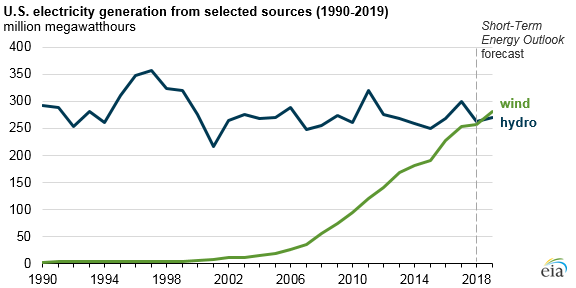 U.S. electricity generation from selected sources (1990-2019)
million megawatthours
Short-Term
Energy Outlook
forecast
400
350
300
250
200
150
100
50
0
wind
hydro
1990 1994 1998 2002 2006 2010 2014 2018
eia